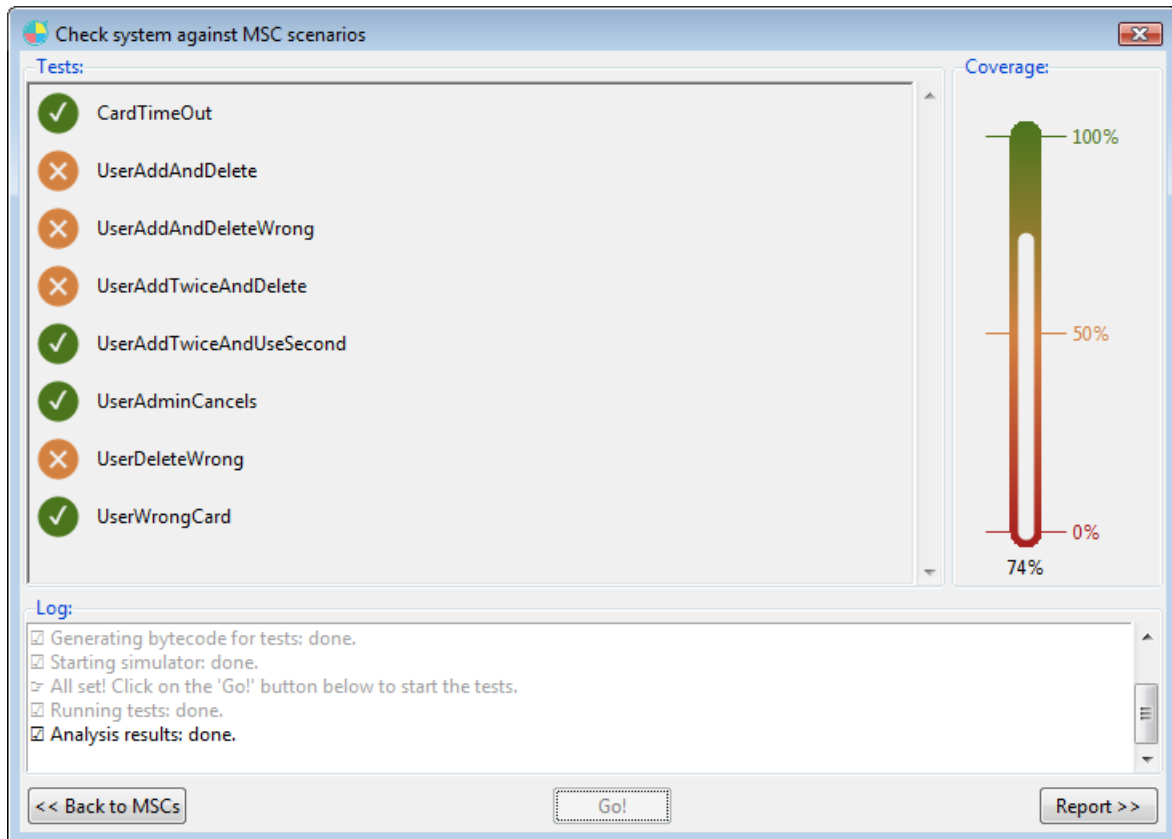 Check system against MSC scenarios
Tests:
CardTimeOut
UserAddAndDelete
UserAddAndDeleteWrong
UserAddTwiceAndDelete
UserAddTwiceAndUseSecond
UserAdminCancels
UserDeleteWrong
UserWrongCard
Coverage:
100%
50%
0%
74%
Log:
☑ Generating bytecode for tests: done.
☑ Starting simulator: done.
☞ All set! Click on the 'Go!' button below to start the tests.
☑ Running tests: done.
☑ Analysis results: done.
<< Back to MSCs
Go!
Report >>